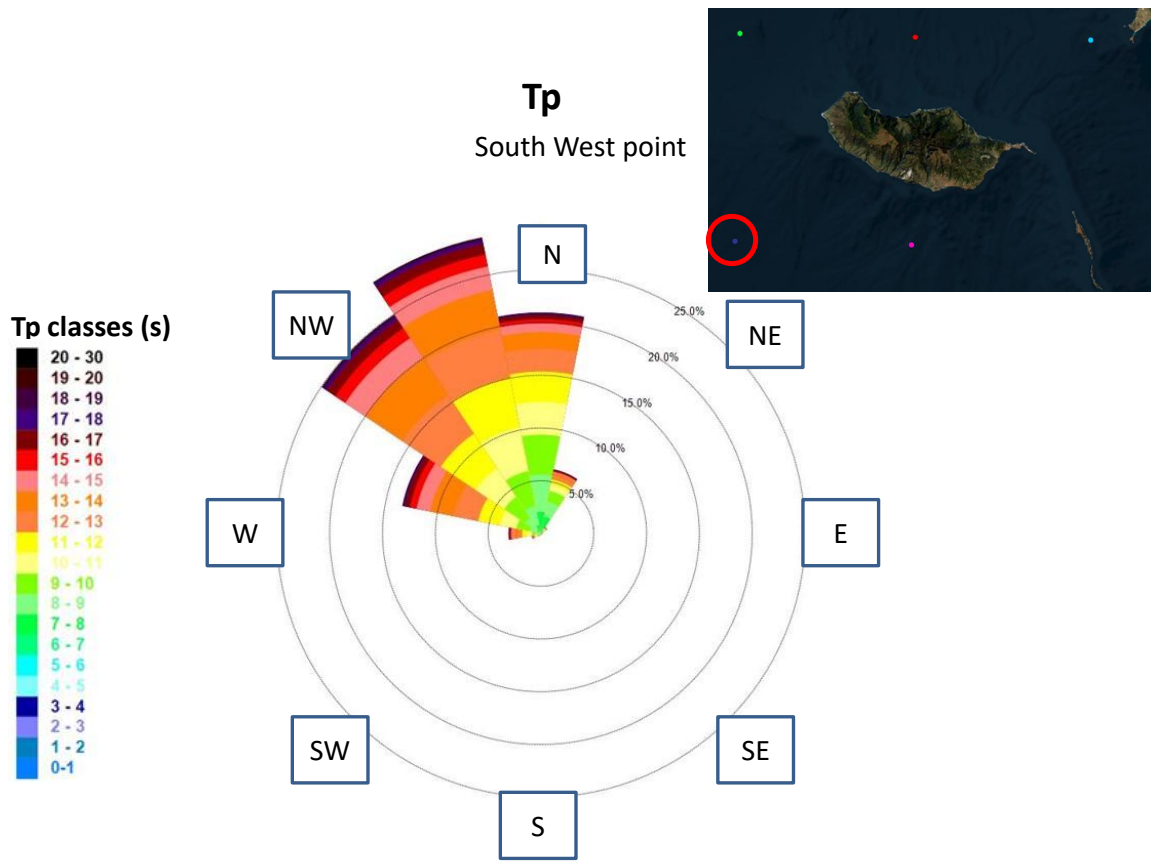 Tp
South West point
N
NW
NE
25.0%
20.0%
15.0%
10.0%
5.0%
W
E
SW
SE
S
Tp classes (s)
20 - 30
19 - 20
18 - 19
17 - 18
16 - 17
15 - 16
14 - 15
13 - 14
12 - 13
11 - 12
10 - 11
9 - 10
8 - 9
7 - 8
6 - 7
5 - 6
4 - 5
3 - 4
2 - 3
1 - 2
0-1